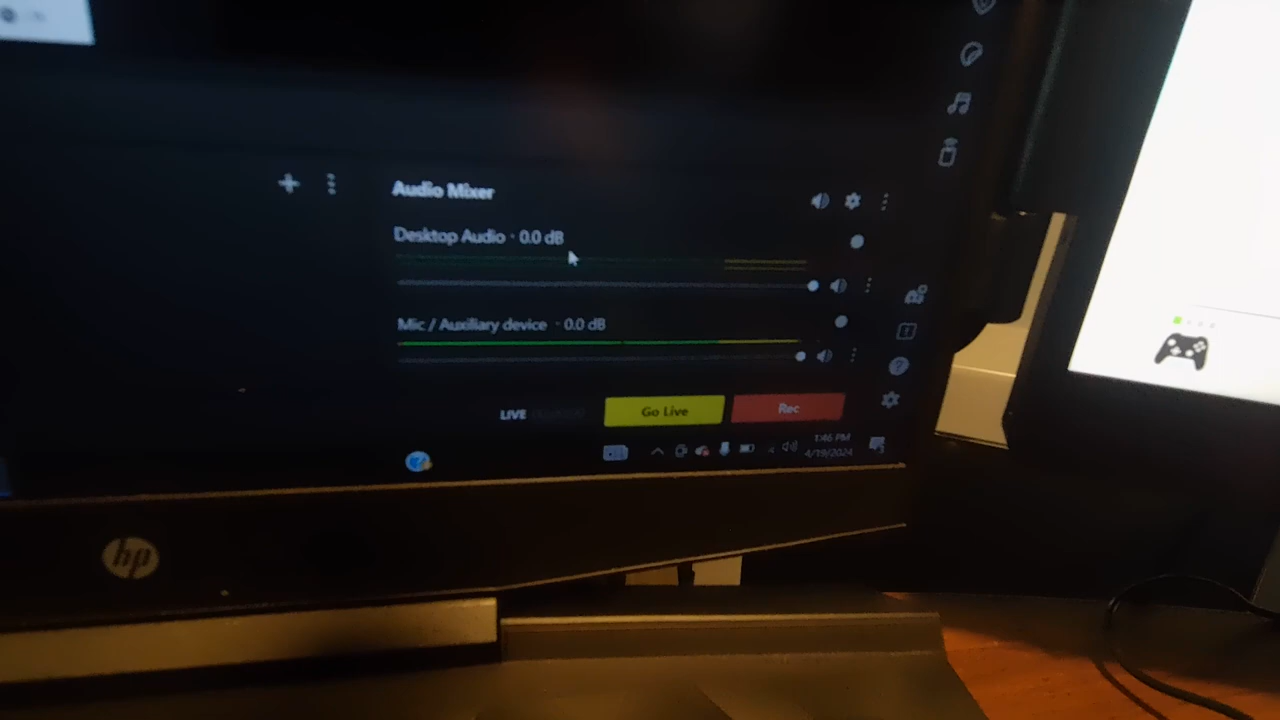 Audio Mixer
Desktop Audio · 0.0 dB
Mic / Auxiliary device · 0.0 dB
LIVE
Go Live
Rec
1:46 PM
4/19/2024
hp